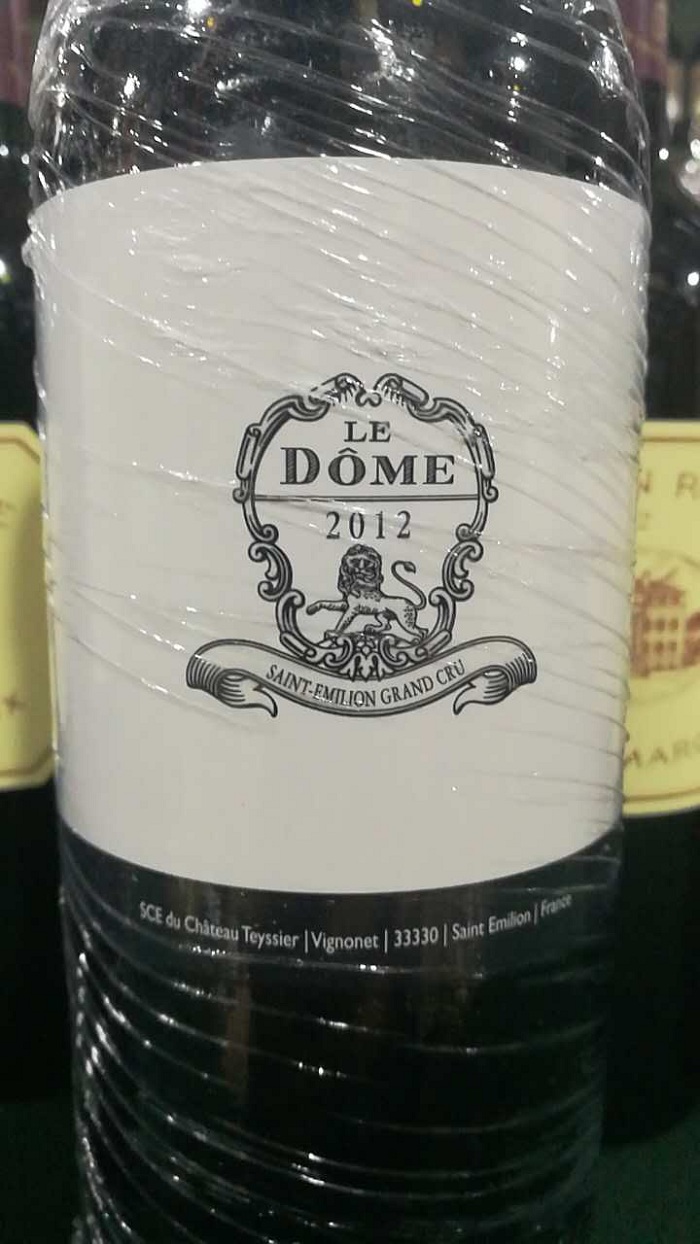 LE
DÔME
2012
SAINT-EMILION GRAND CRU
SCE du Château Teyssier | Vignonet | 33330 | Saint Emilion | France